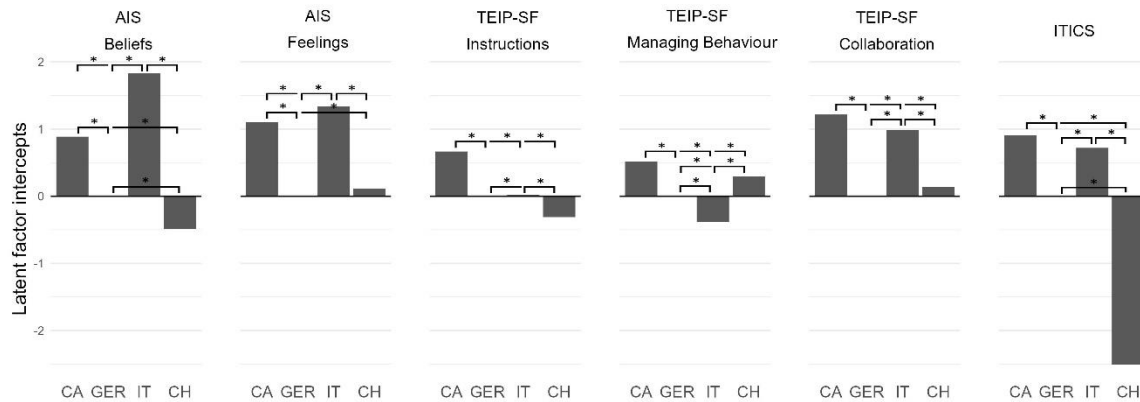 AIS
Beliefs
AIS
Feelings
TEIP-SF
Instructions
TEIP-SF
Managing Behaviour
TEIP-SF
Collaboration
ITICS
Latent factor intercepts
2
1
0
-1
-2
* * *
* *
*
* * *
* *
* * *
* *
* * *
* *
*
* * *
* *
* *
* *
*
CA GER IT CH
CA GER IT CH
CA GER IT CH
CA GER IT CH
CA GER IT CH
CA GER IT CH